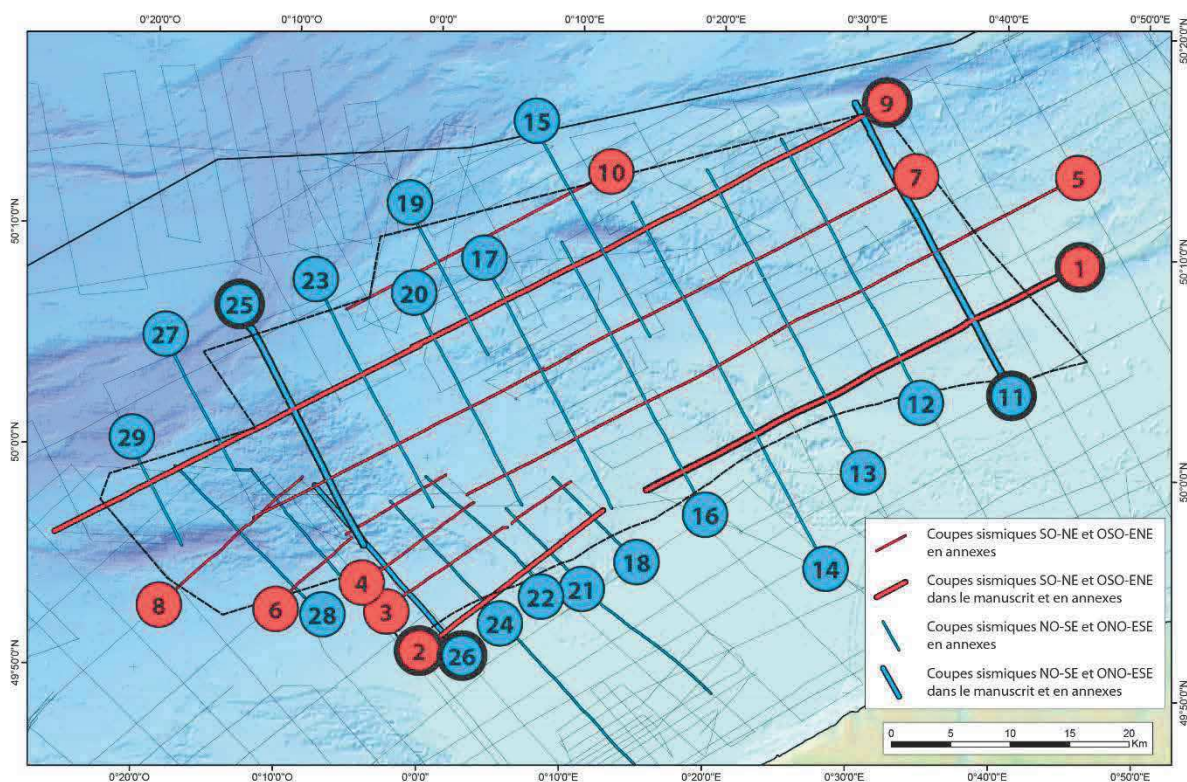 0°20'0"O 0°10'0"O 0°0'0" 0°10'0"E 0°20'0"E 0°30'0"E 0°40'0"E 0°50'0"E
50°20'0"N
9
15
10
7
5
19
50°10'0"N
17
1
50°10'0"N
23
20
25
27
11
12
29
50°0'0"N
13
50°0'0"N
16
Coupes sismiques SO-NE et OSO-ENE
en annexes
18
14
Coupes sismiques SO-NE et OSO-ENE
dans le manuscrit et en annexes
4
21
8
6
28
3
22
24
Coupes sismiques NO-SE et ONO-ESE
en annexes
2
26
49°50'0"N
Coupes sismiques NO-SE et ONO-ESE
dans le manuscrit et en annexes
49°50'0"N
0 5 10 15 20
Km
0°20'0"O 0°10'0"O 0°0'0" 0°10'0"E 0°20'0"E 0°30'0"E 0°40'0"E